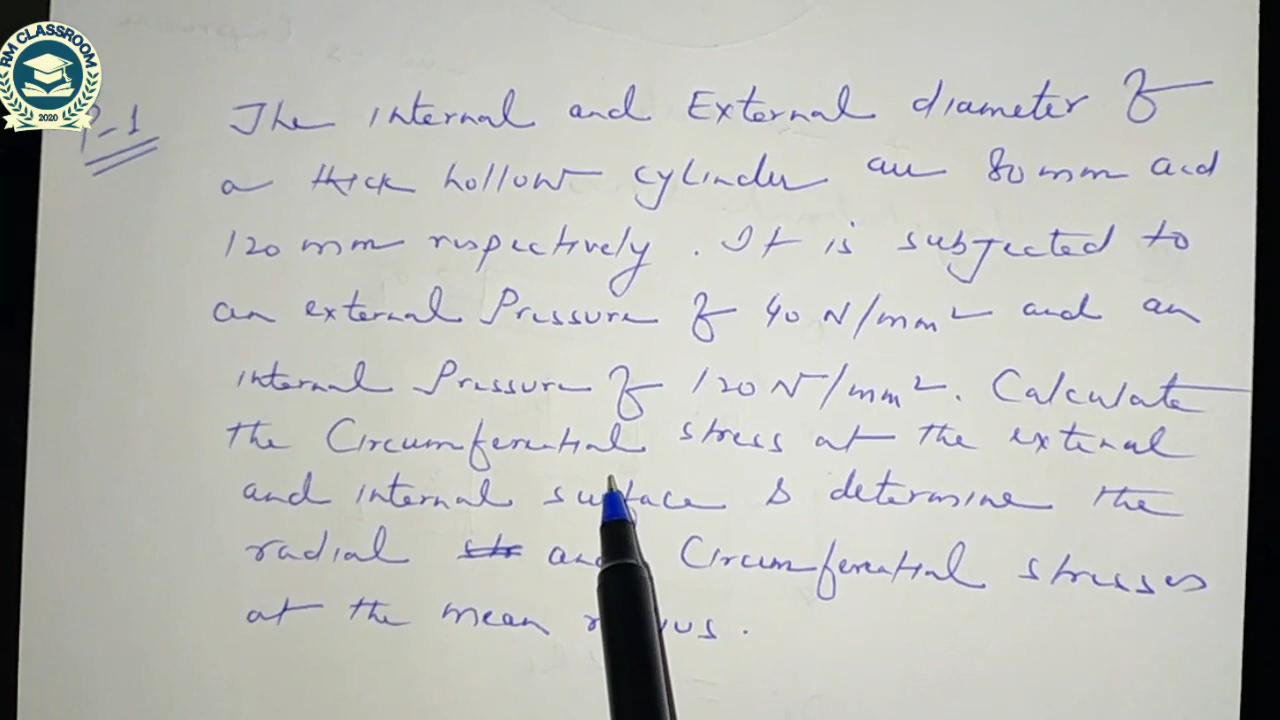 RM CLASSROOM
2020
The internal and External diameter of
a thick hollow cylinder are 80 mm and
120 mm respectively. It is subjected to
an external Pressure of 40 N/mm² and an
internal Pressure of 120 N/mm². Calculate
the Circumferential stress at the external
and internal surface & determine the
radial and Circumferential stresses
at the mean radius.